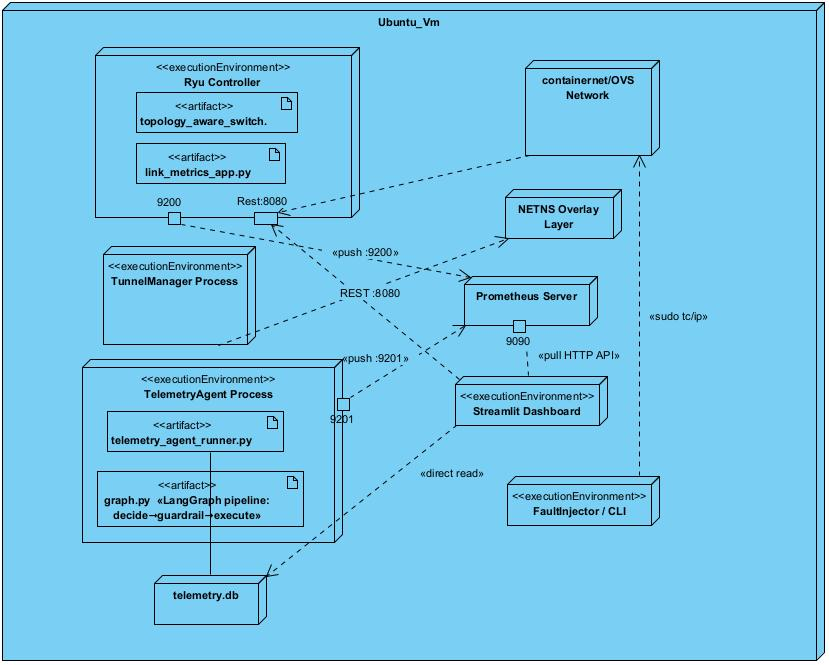 Ubuntu_Vm
<<executionEnvironment>>
Ryu Controller
<<artifact>>
topology_aware_switch.
<<artifact>>
link_metrics_app.py
9200
Rest:8080
containernet/OVS
Network
NETNS Overlay
Layer
<<executionEnvironment>>
TunnelManager Process
«push :9200»
REST :8080
Prometheus Server
9090
«sudo tc/ip»
«pull HTTP API»
«push :9201»
<<executionEnvironment>>
TelemetryAgent Process
<<artifact>>
telemetry_agent_runner.py
<<artifact>>
graph.py «LangGraph pipeline:
decide→guardrail→execute»
9201
<<executionEnvironment>>
Streamlit Dashboard
«direct read»
<<executionEnvironment>>
FaultInjector / CLI
telemetry.db